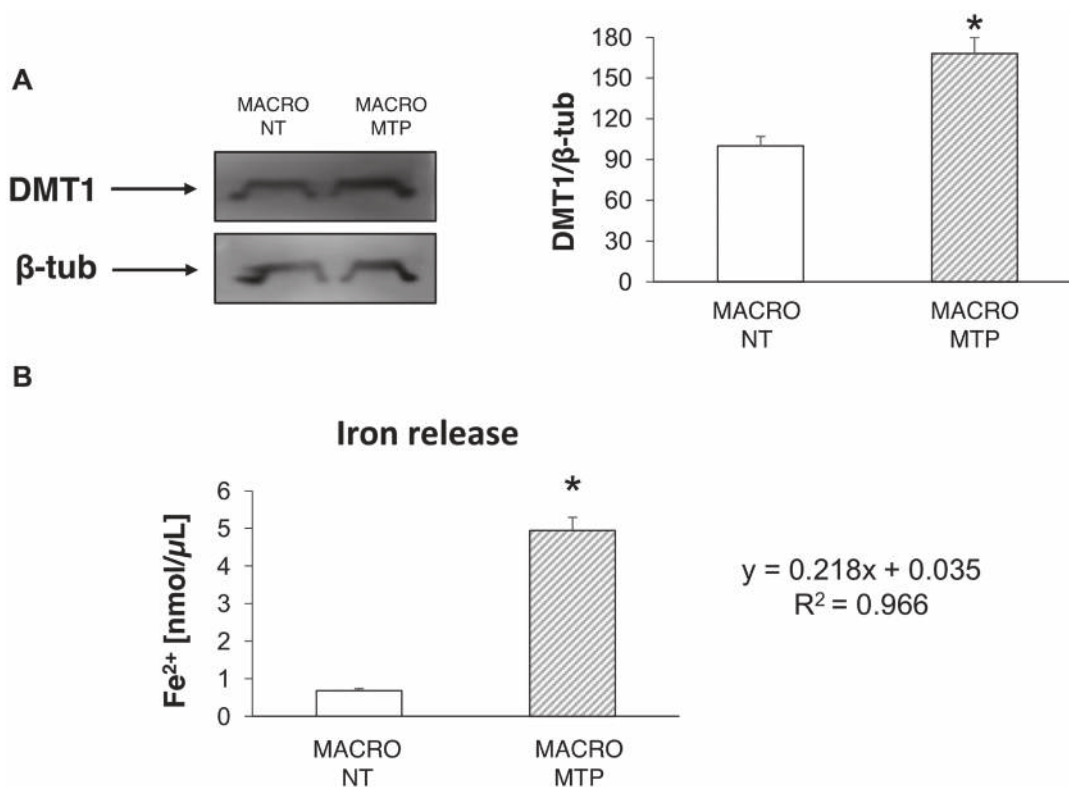 A
MACRO
NT
MACRO
MTP
DMT1
β-tub
DMT1/β-tub
180
150
120
90
60
30
0
*
MACRO
NT
MACRO
MTP
B
Iron release
Fe²⁺ [nmol/µL]
6
5
4
3
2
1
0
*
MACRO
NT
MACRO
MTP
y = 0.218x + 0.035
R² = 0.966